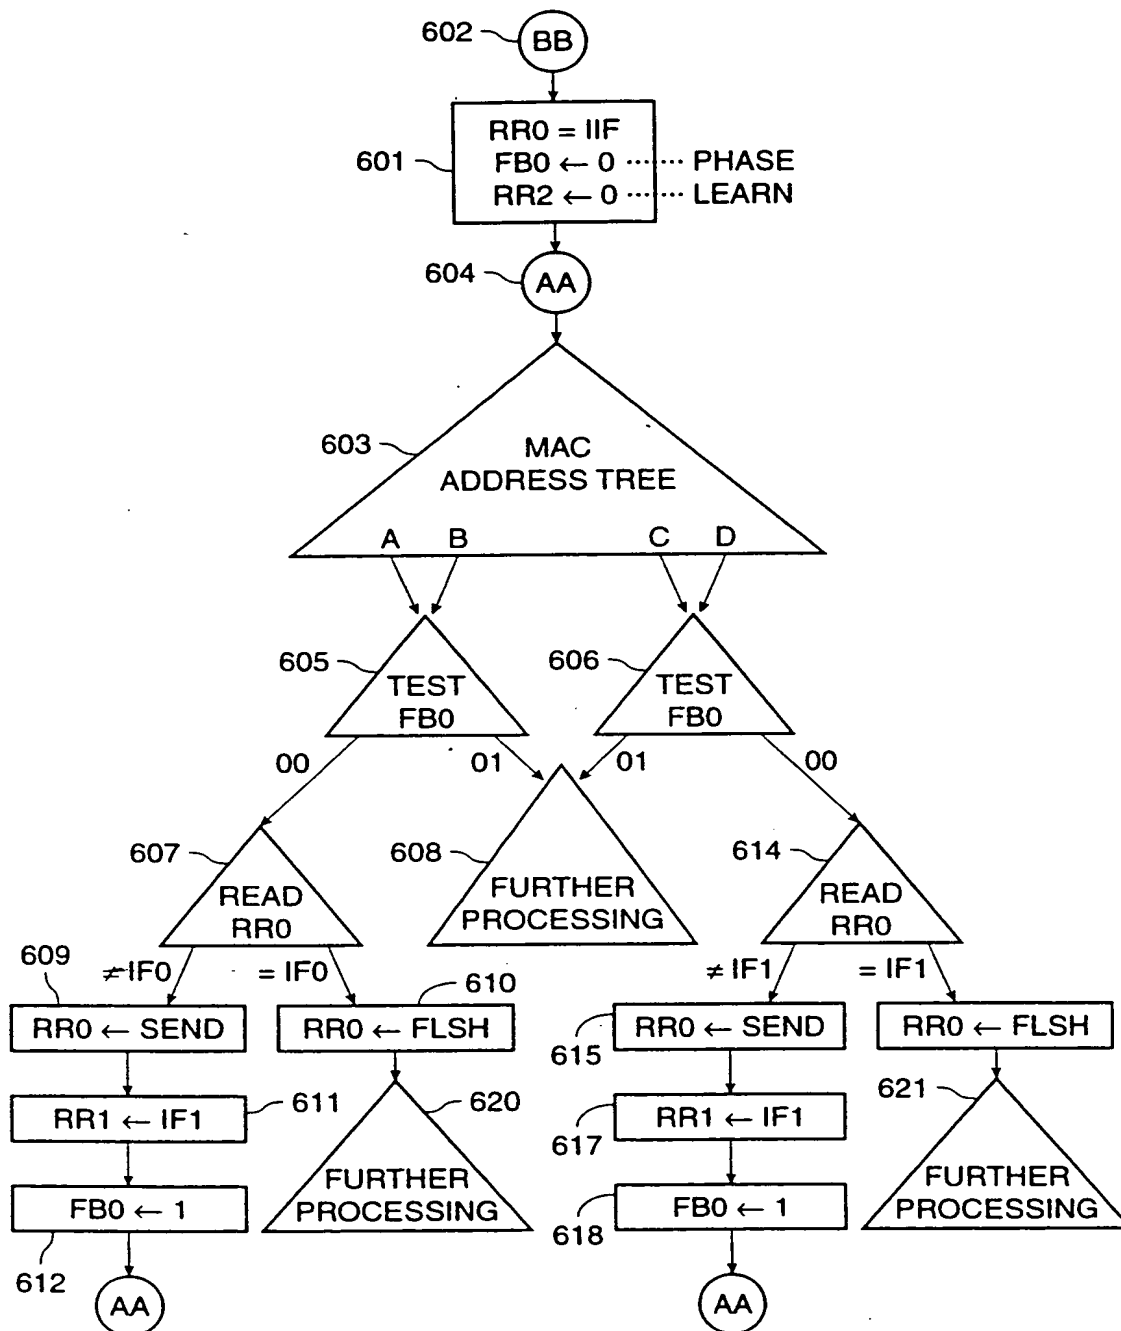 602
BB
RR0 = IIF
601
FB0 ← 0 ······ PHASE
RR2 ← 0 ······ LEARN
604
AA
603
MAC
ADDRESS TREE
A B C D
605
TEST
FB0
606
TEST
FB0
00
01
01
00
607
READ
RR0
608
FURTHER
PROCESSING
614
READ
RR0
609
≠ IF0
= IF0
610
≠ IF1
= IF1
RR0 ← SEND
RR0 ← FLSH
615
RR0 ← SEND
RR0 ← FLSH
RR1 ← IF1
611
620
617
RR1 ← IF1
621
FURTHER
PROCESSING
FURTHER
PROCESSING
FB0 ← 1
612
618
FB0 ← 1
AA
AA